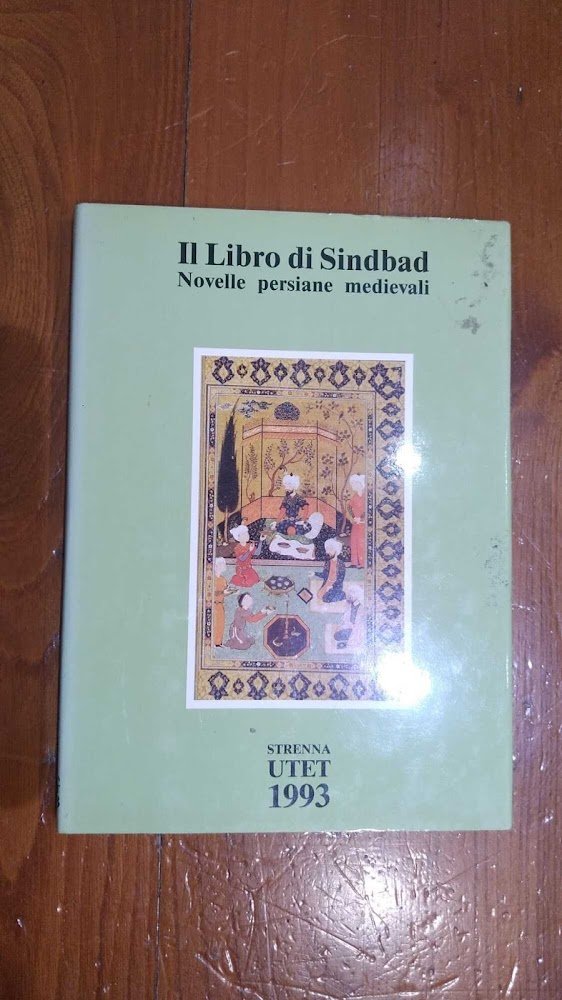 Il Libro di Sindbad
Novelle persiane medievali
STRENNA
UTET
1993